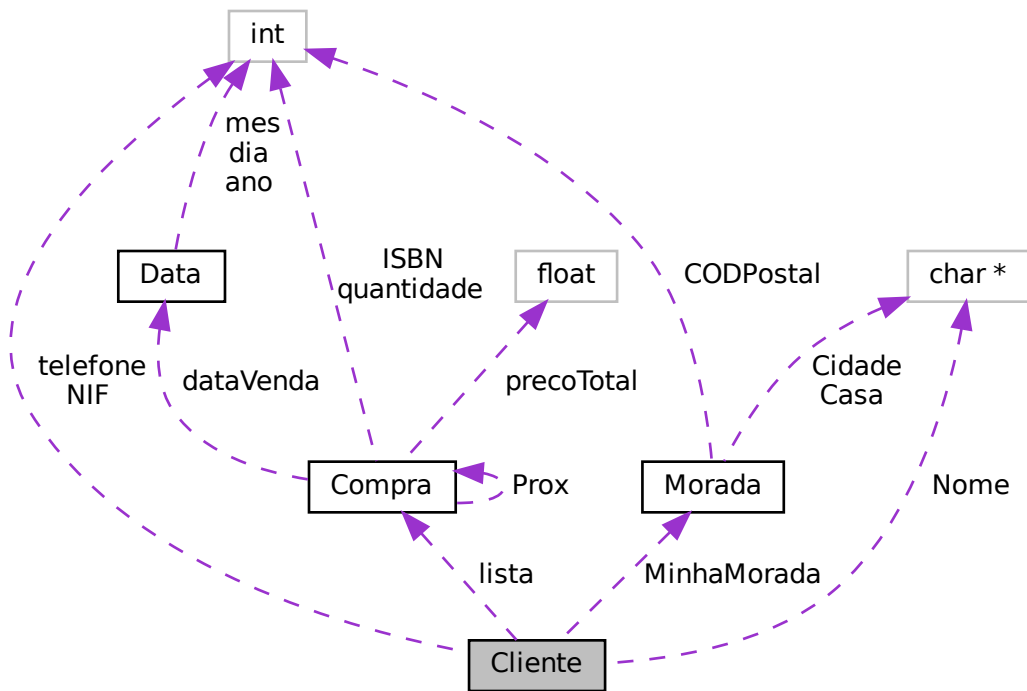 int
mes
dia
ano
Data
ISBN
quantidade
float
CODPostal
char *
telefone
NIF
dataVenda
precoTotal
Cidade
Casa
Compra
Prox
Morada
Nome
lista
MinhaMorada
Cliente